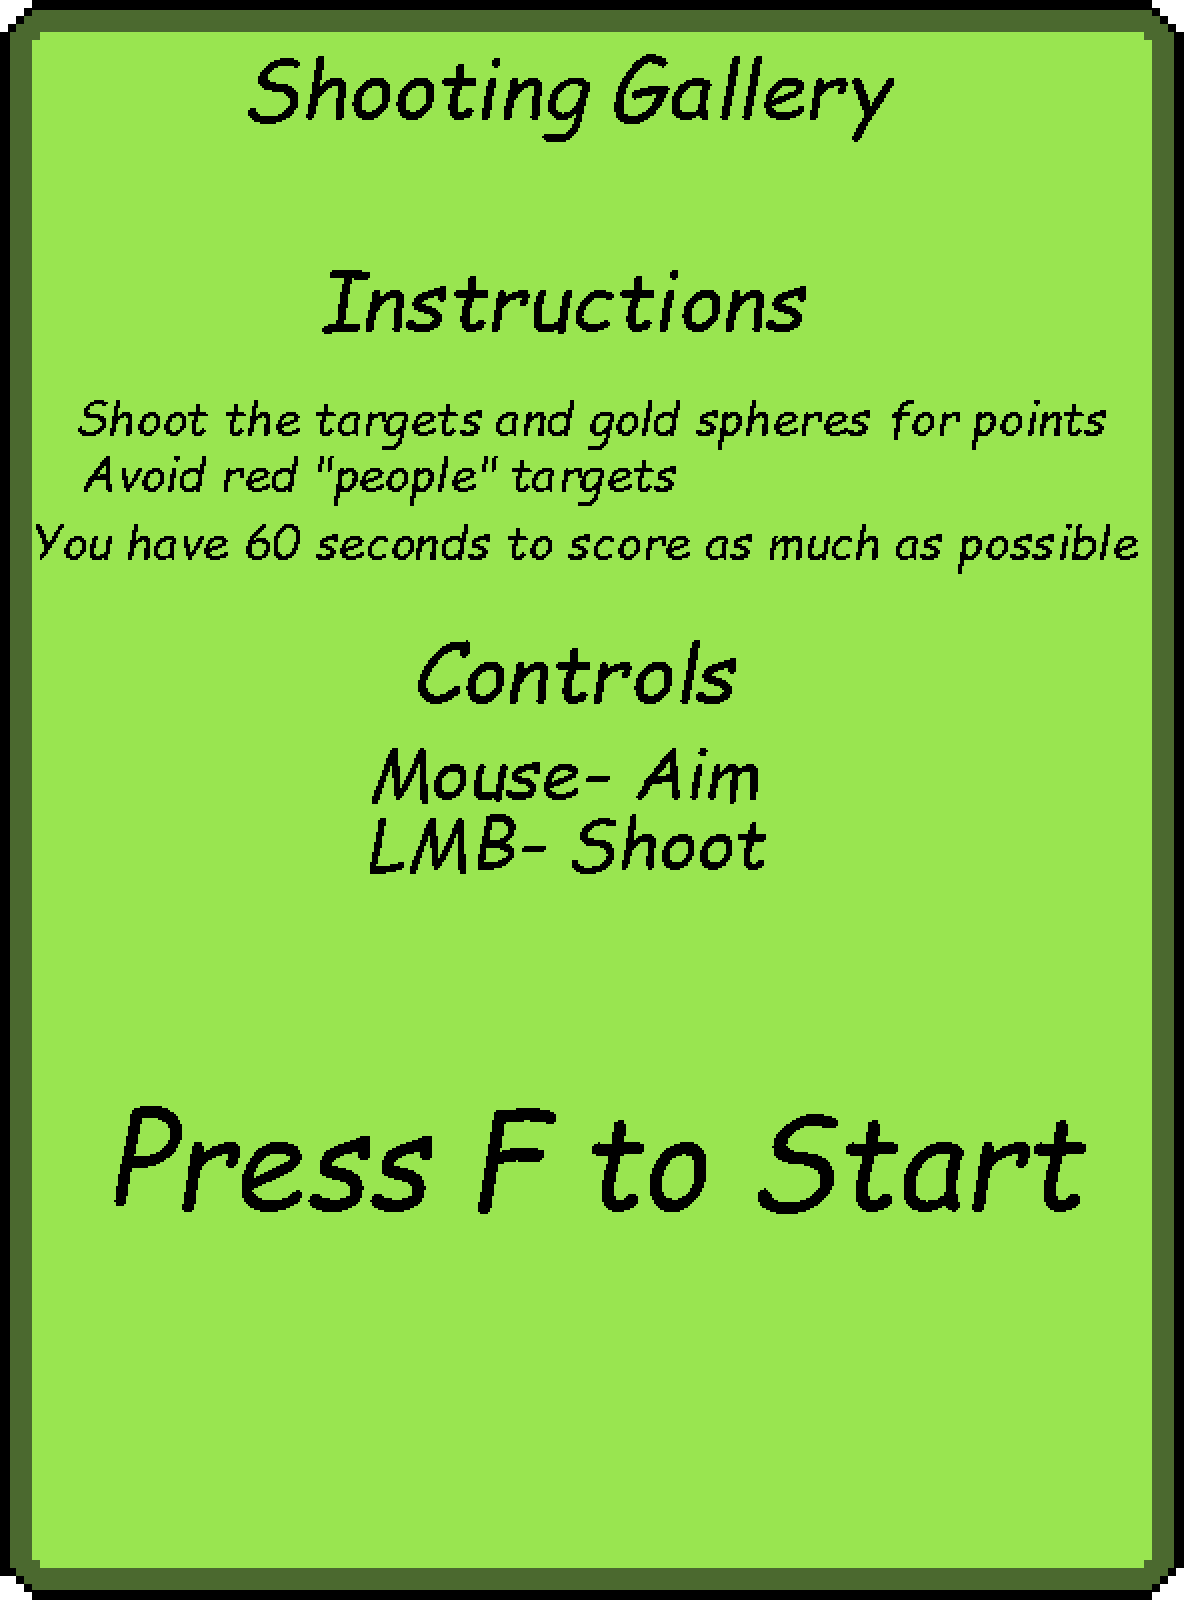 Shooting Gallery
Instructions
Shoot the targets and gold spheres for points
Avoid red "people" targets
You have 60 seconds to score as much as possible
Controls
Mouse- Aim
LMB- Shoot
Press F to Start